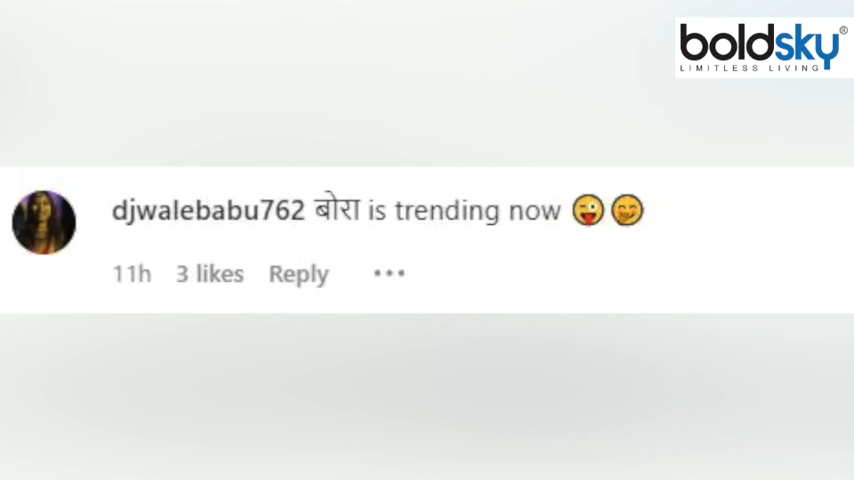 boldsky®
LIMITLESS LIVING
djwalebabu762 बोरा is trending now 😜😊
11h 3 likes Reply •••